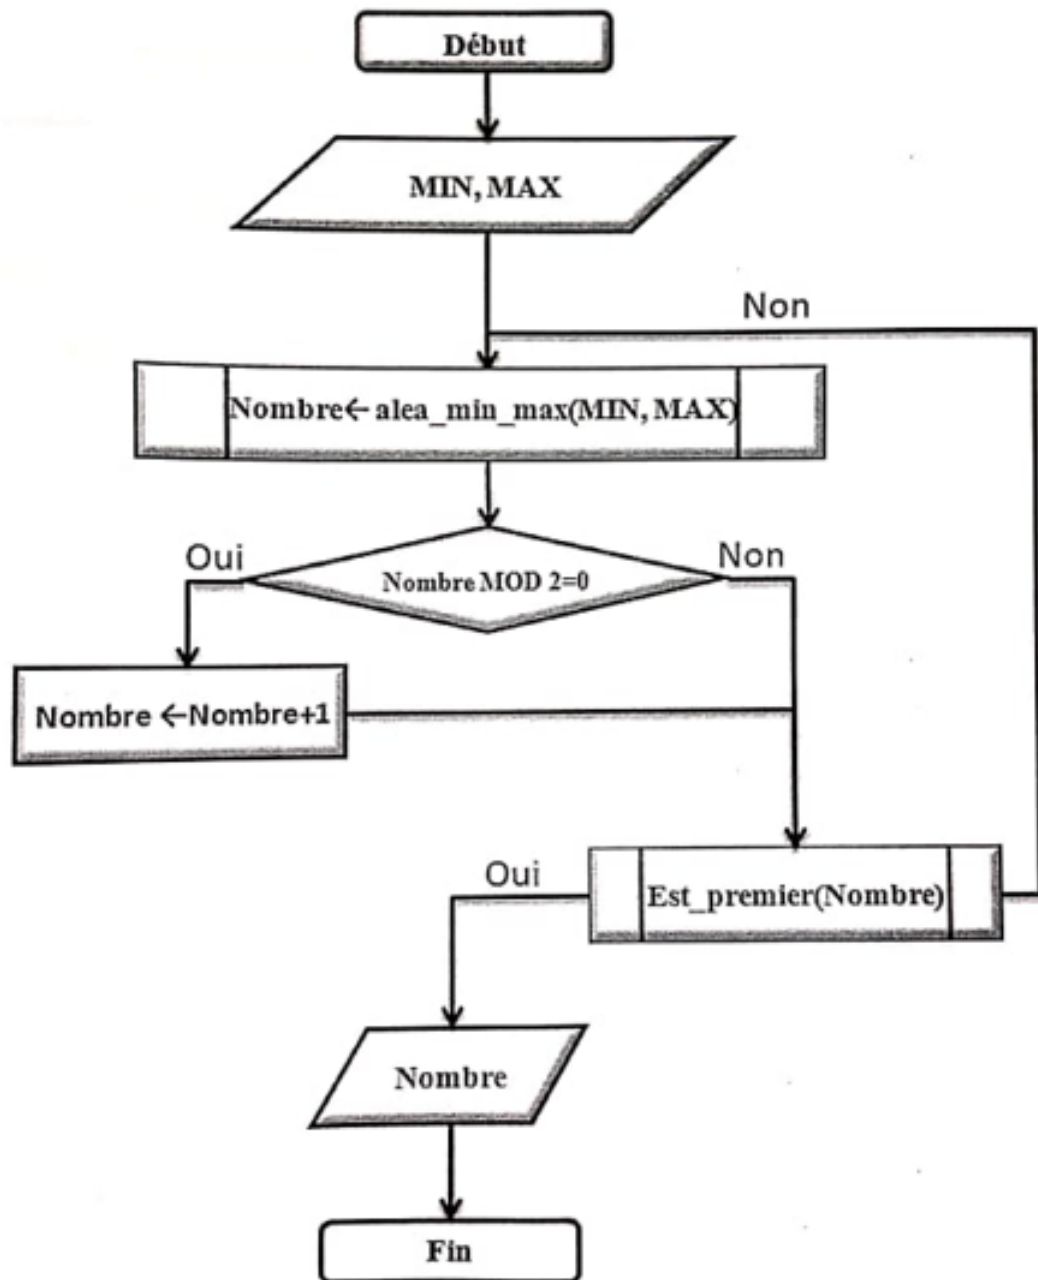 Début
MIN, MAX
Non
Nombre← alea_min_max(MIN, MAX)
Oui
Non
Nombre MOD 2=0
Nombre ←Nombre+1
Oui
Est_premier(Nombre)
Nombre
Fin